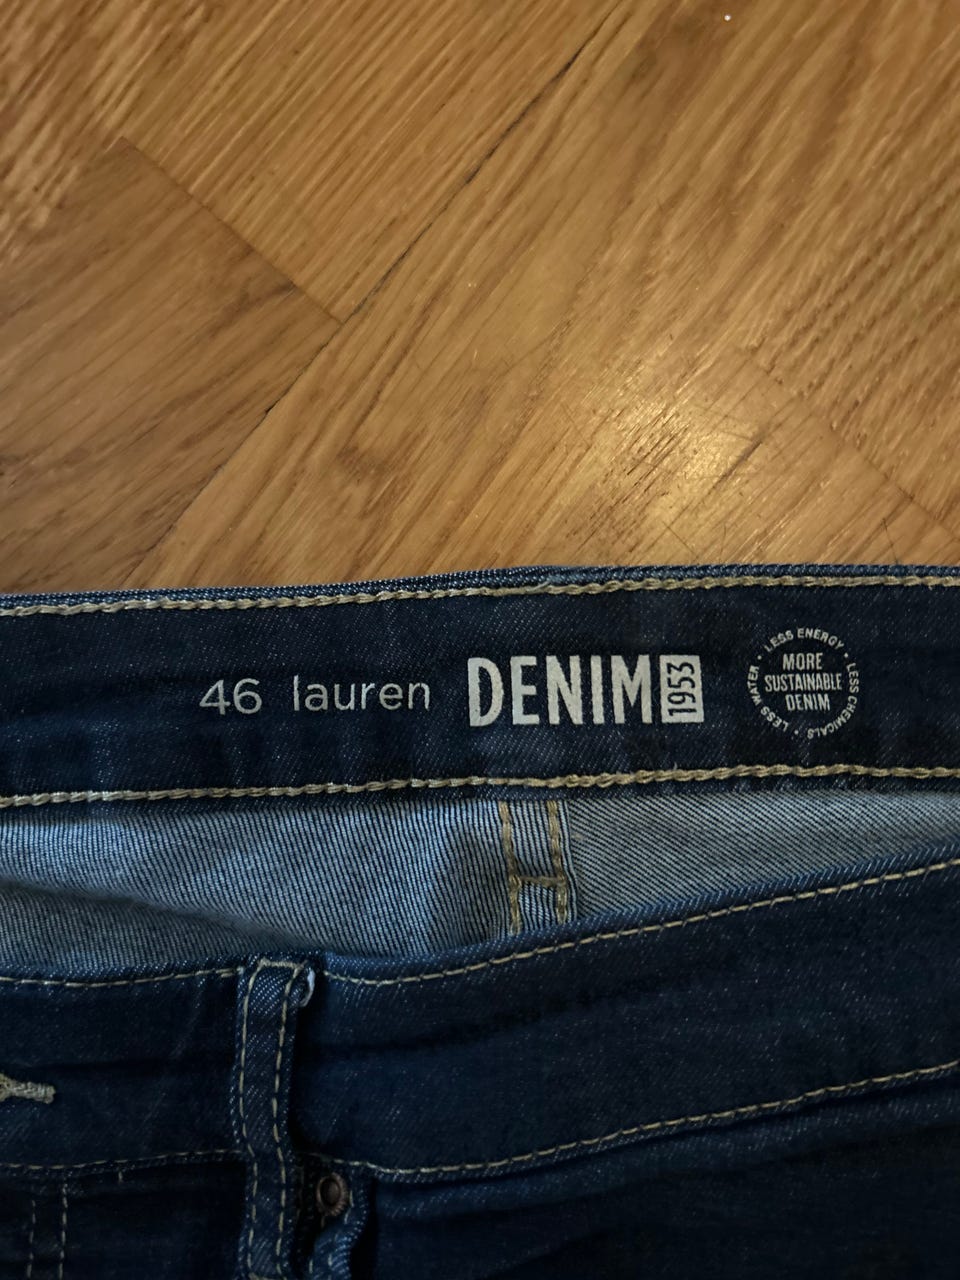 46 lauren DENIM 1953
LESS WATER • LESS ENERGY • LESS CHEMICALS •
MORE
SUSTAINABLE
DENIM